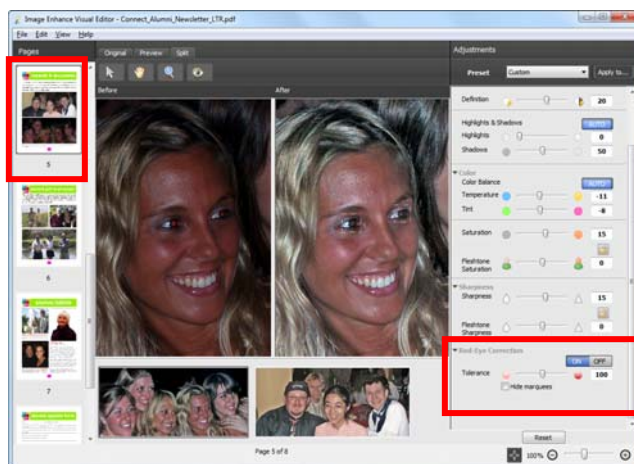 Image Enhance Visual Editor - Connect_Alumni_Newsletter_LTR.pdf
File Edit View Help
Pages
Original Preview Split
Adjustments
Preset Custom Apply to...
Before After
Definition 20
Highlights & Shadows AUTO
Highlights 0
Shadows 50
5
Color
Color Balance AUTO
Temperature -11
Tint -8
Saturation 15
Fleshtone
Saturation 0
6
Sharpness
Sharpness 15
Fleshtone
Sharpness 0
Red-Eye Correction
ON OFF
Tolerance 100
Hide marquees
7
Reset
Page 5 of 8
100%